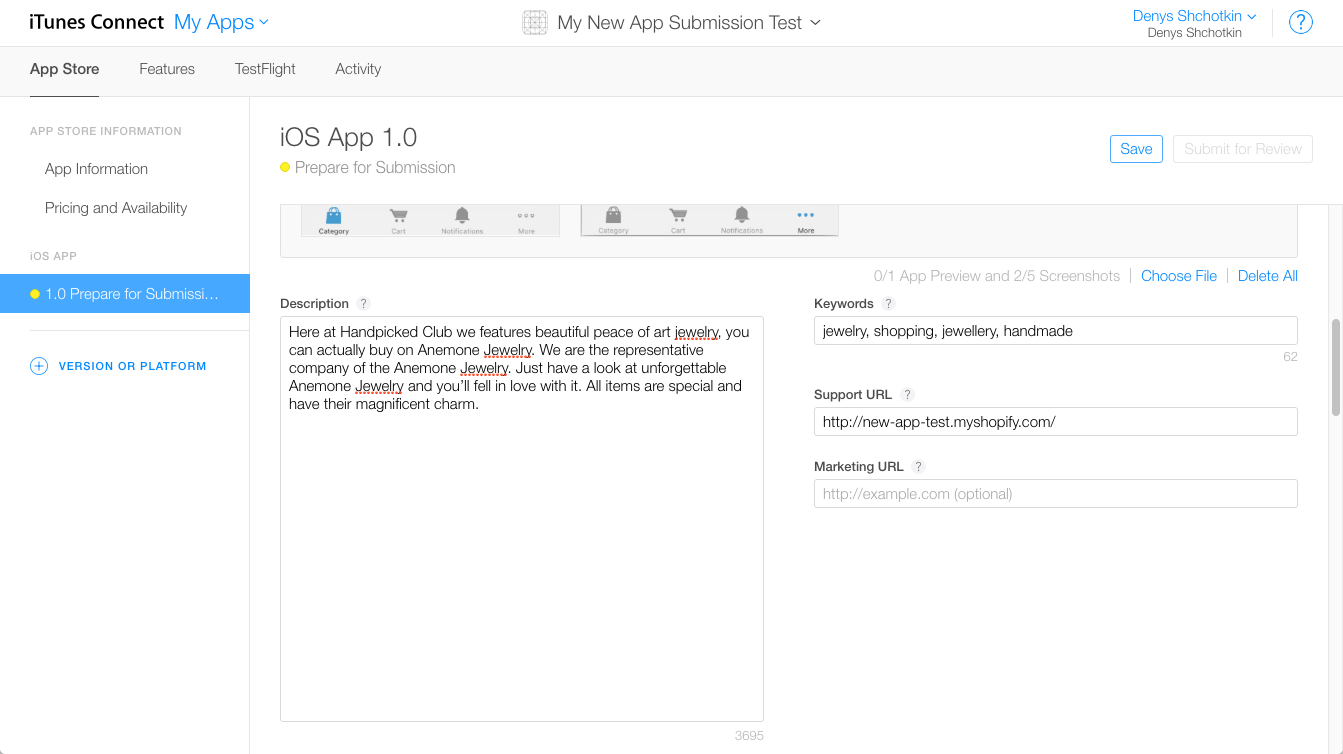 iTunes Connect My Apps
My New App Submission Test
Denys Shchotkin
Denys Shchotkin
?
App Store
Features
TestFlight
Activity
APP STORE INFORMATION
App Information
Pricing and Availability
iOS APP
1.0 Prepare for Submissi...
VERSION OR PLATFORM
iOS App 1.0
Prepare for Submission
Save
Submit for Review
Category Cart Notifications More
Category Cart Notifications More
0/1 App Preview and 2/5 Screenshots
Choose File
Delete All
Description ?
Here at Handpicked Club we features beautiful peace of art jewelry, you
can actually buy on Anemone Jewelry. We are the representative
company of the Anemone Jewelry. Just have a look at unforgettable
Anemone Jewelry and you'll fell in love with it. All items are special and
have their magnificent charm.
3695
Keywords ?
jewelry, shopping, jewellery, handmade
62
Support URL ?
http://new-app-test.myshopify.com/
Marketing URL ?
http://example.com (optional)